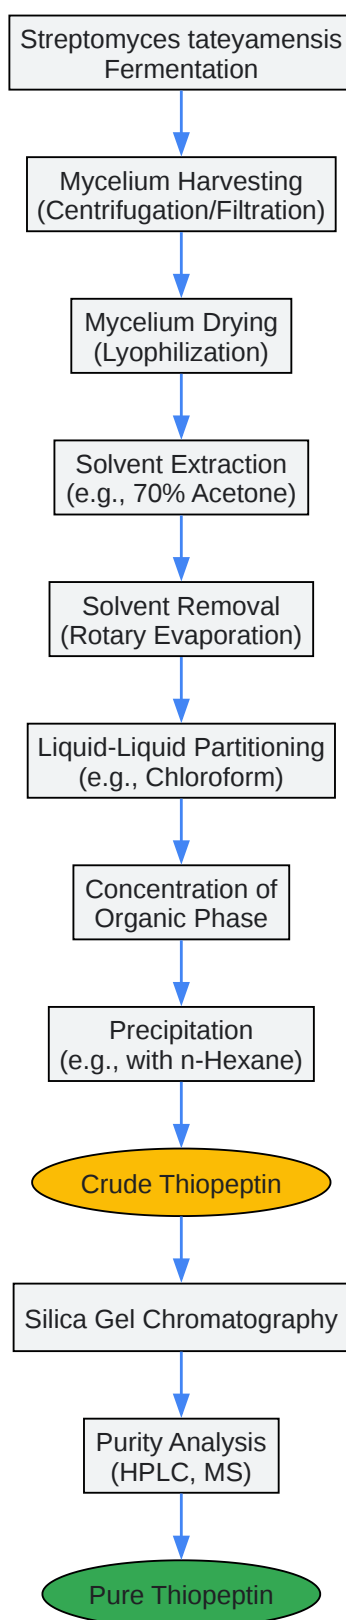 Streptomyces tateyamensis
Fermentation
Mycelium Harvesting
(Centrifugation/Filtration)
Mycelium Drying
(Lyophilization)
Solvent Extraction
(e.g., 70% Acetone)
Solvent Removal
(Rotary Evaporation)
Liquid-Liquid Partitioning
(e.g., Chloroform)
Concentration of
Organic Phase
Precipitation
(e.g., with n-Hexane)
Crude Thiopeptin
Silica Gel Chromatography
Purity Analysis
(HPLC, MS)
Pure Thiopeptin